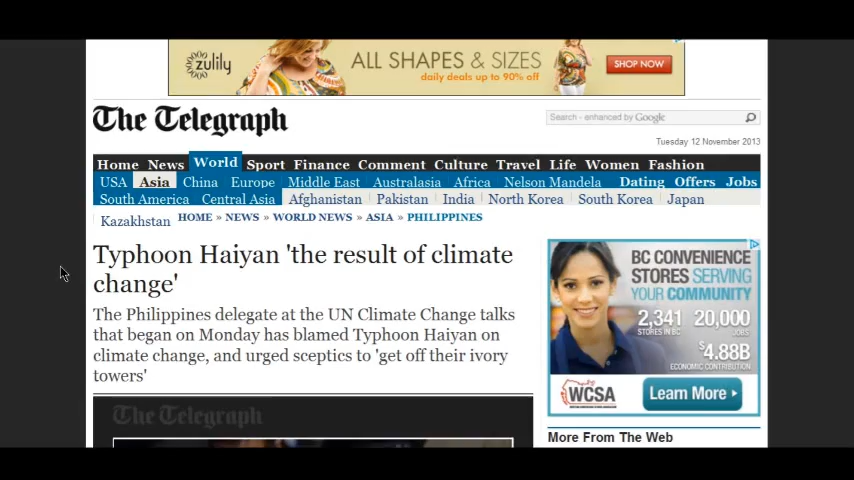 zulily
ALL SHAPES & SIZES
daily deals up to 90% off
SHOP NOW
The Telegraph
Search - enhanced by Google
Tuesday 12 November 2013
Home News World Sport Finance Comment Culture Travel Life Women Fashion
USA Asia China Europe Middle East Australasia Africa Nelson Mandela Dating Offers Jobs
South America Central Asia Afghanistan Pakistan India North Korea South Korea Japan
Kazakhstan
HOME » NEWS » WORLD NEWS » ASIA » PHILIPPINES
Typhoon Haiyan 'the result of climate
change'
The Philippines delegate at the UN Climate Change talks
that began on Monday has blamed Typhoon Haiyan on
climate change, and urged sceptics to 'get off their ivory
towers'
The Telegraph
BC CONVENIENCE
STORES SERVING
YOUR COMMUNITY
2,341 20,000
STORES IN BC JOBS
$4.88B
ECONOMIC CONTRIBUTION
WCSA
Learn More
More From The Web